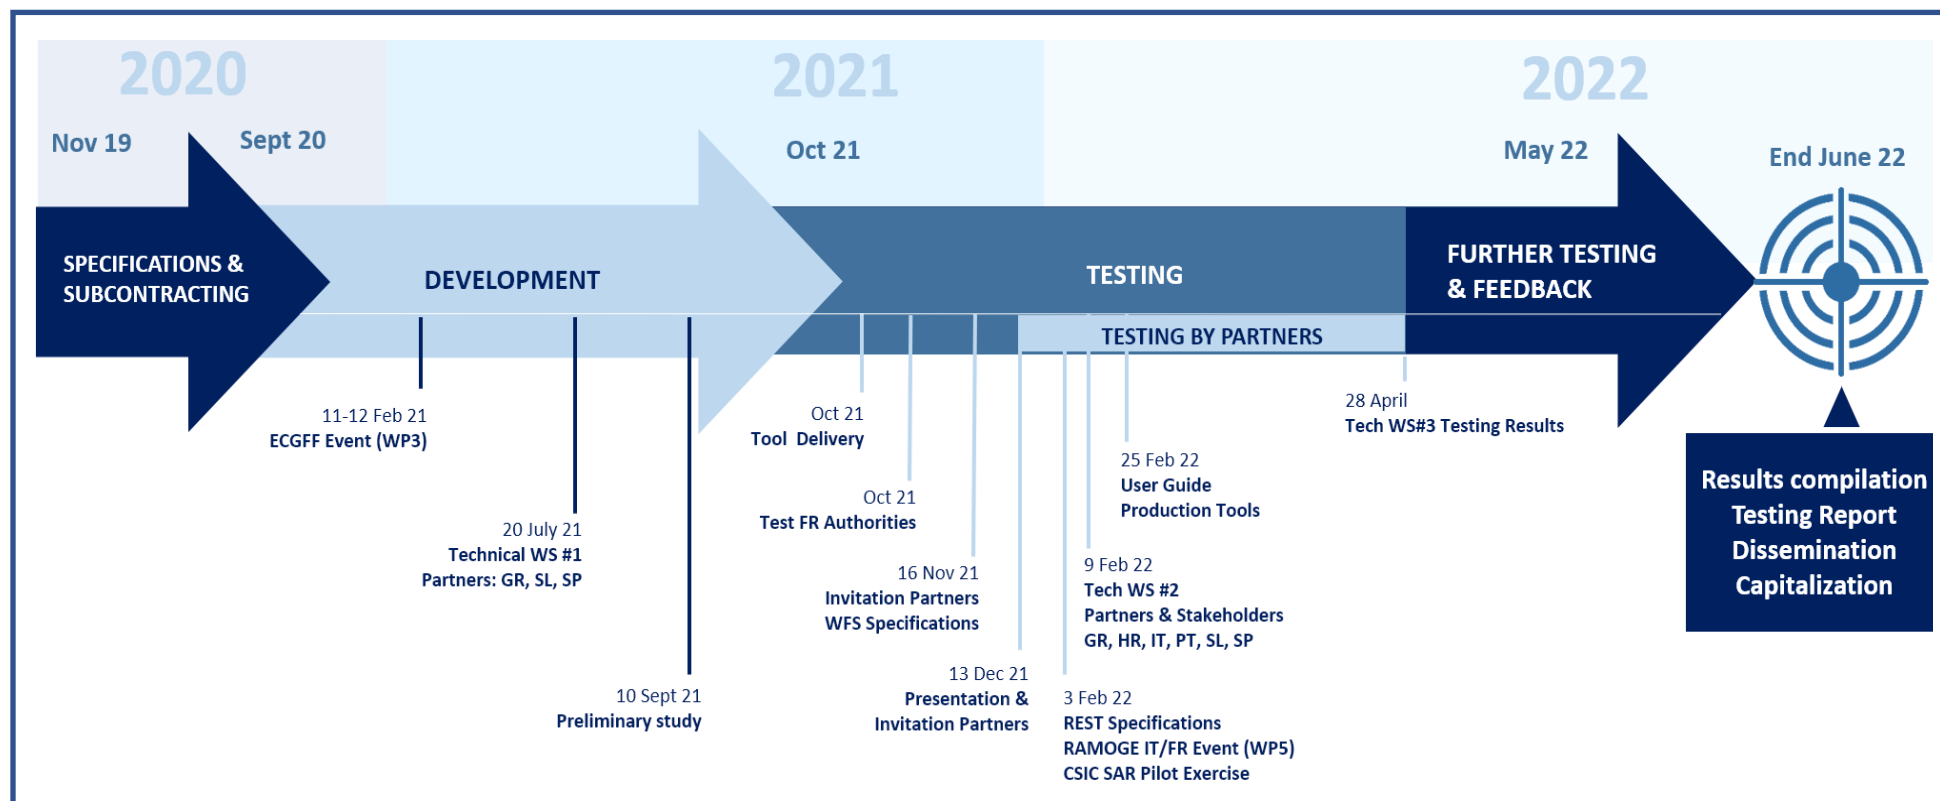 2020
2021
2022
Nov 19
Sept 20
Oct 21
May 22
End June 22
SPECIFICATIONS &
SUBCONTRACTING
DEVELOPMENT
TESTING
TESTING BY PARTNERS
FURTHER TESTING
& FEEDBACK
11-12 Feb 21
ECGFF Event (WP3)
20 July 21
Technical WS #1
Partners: GR, SL, SP
10 Sept 21
Preliminary study
Oct 21
Tool Delivery
Oct 21
Test FR Authorities
16 Nov 21
Invitation Partners
WFS Specifications
13 Dec 21
Presentation &
Invitation Partners
3 Feb 22
REST Specifications
RAMOGE IT/FR Event (WP5)
CSIC SAR Pilot Exercise
9 Feb 22
Tech WS #2
Partners & Stakeholders
GR, HR, IT, PT, SL, SP
25 Feb 22
User Guide
Production Tools
28 April
Tech WS#3 Testing Results
Results compilation
Testing Report
Dissemination
Capitalization